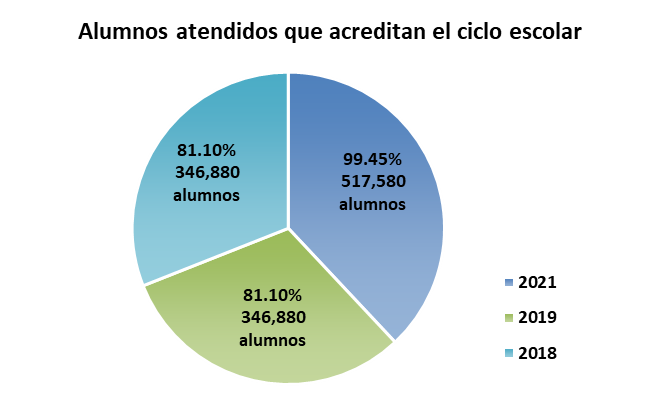 Alumnos atendidos que acreditan el ciclo escolar
81.10%
346,880
alumnos
99.45%
517,580
alumnos
81.10%
346,880
alumnos
2021
2019
2018